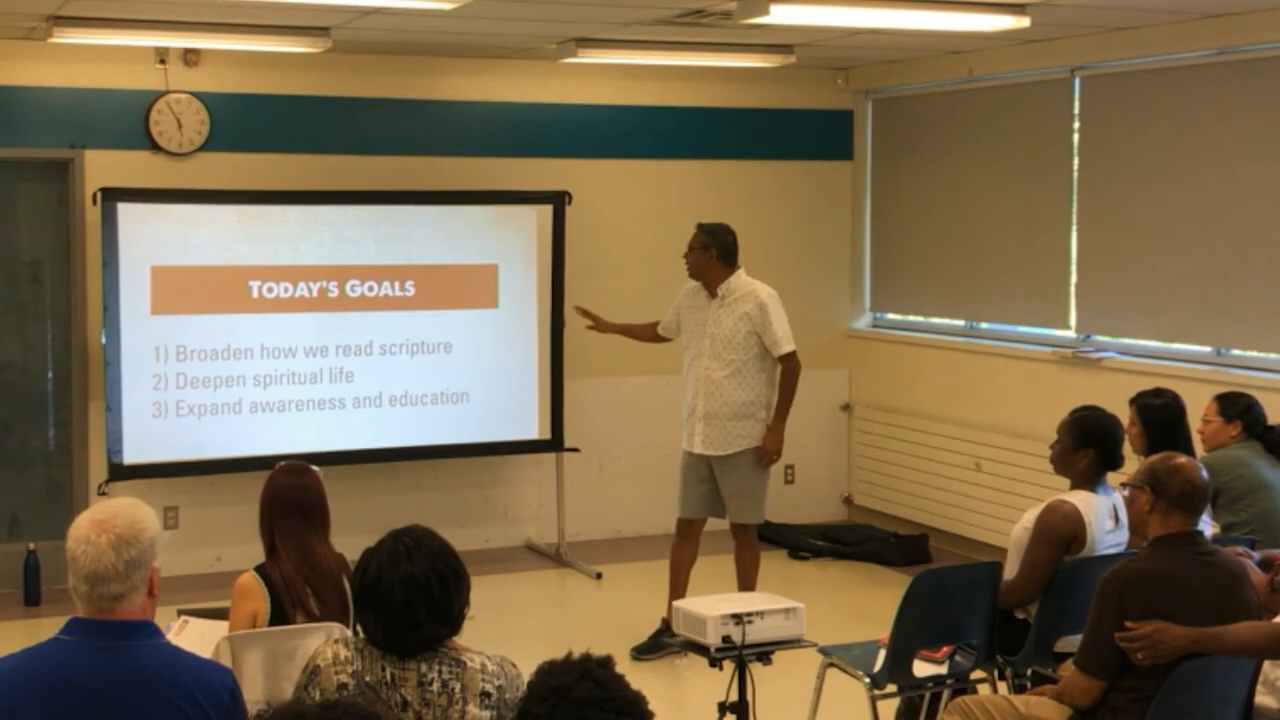 TODAY'S GOALS
1) Broaden how we read scripture
2) Deepen spiritual life
3) Expand awareness and education